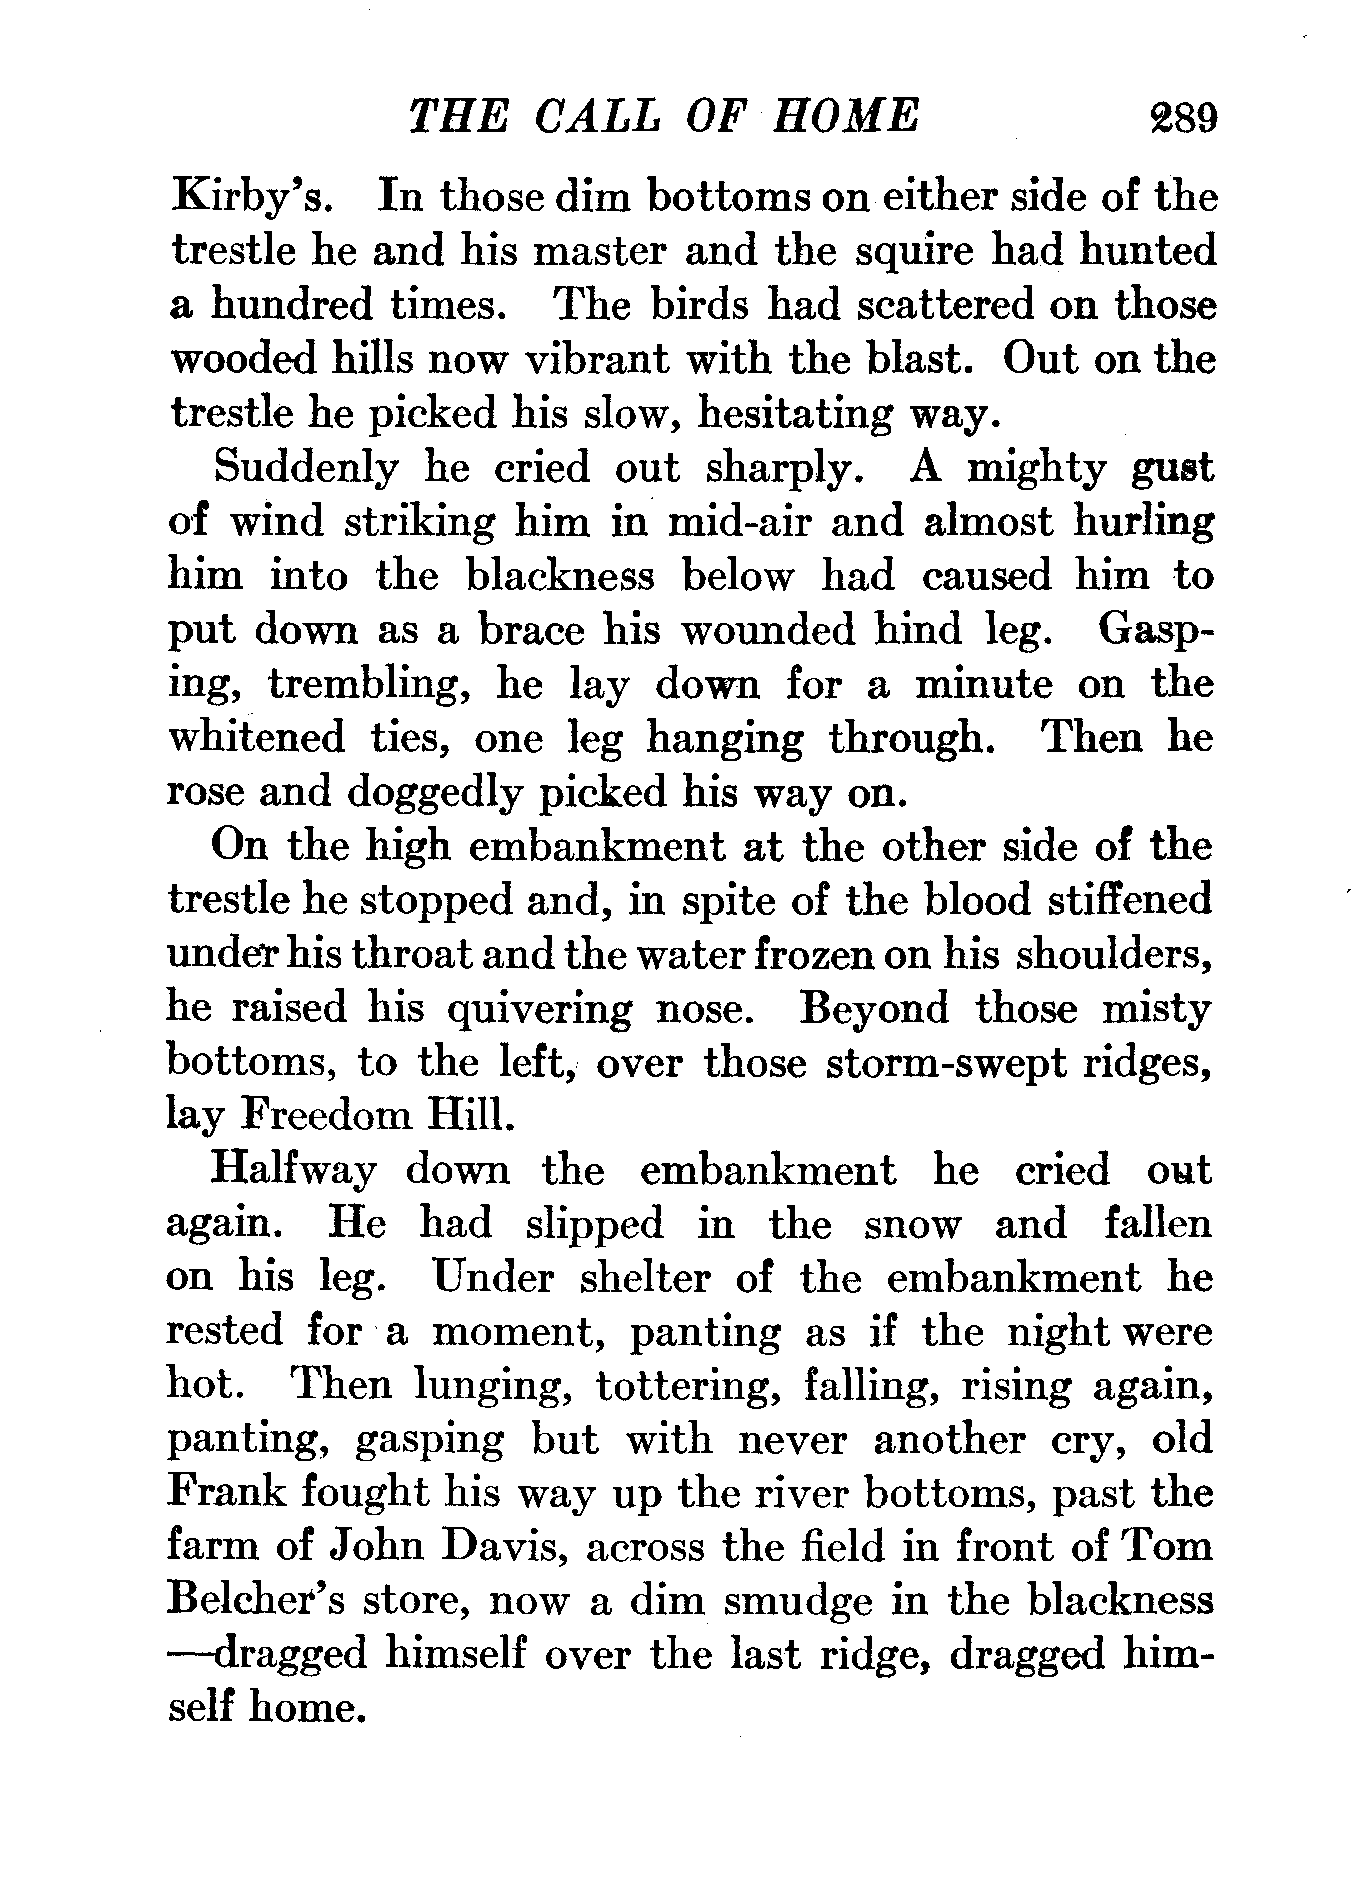 THE CALL OF HOME 289
Kirby's. In those dim bottoms on either side of the
trestle he and his master and the squire had hunted
a hundred times. The birds had scattered on those
wooded hills now vibrant with the blast. Out on the
trestle he picked his slow, hesitating way.
Suddenly he cried out sharply. A mighty gust
of wind striking him in mid-air and almost hurling
him into the blackness below had caused him to
put down as a brace his wounded hind leg. Gasp-
ing, trembling, he lay down for a minute on the
whitened ties, one leg hanging through. Then he
rose and doggedly picked his way on.
On the high embankment at the other side of the
trestle he stopped and, in spite of the blood stiffened
under his throat and the water frozen on his shoulders,
he raised his quivering nose. Beyond those misty
bottoms, to the left, over those storm-swept ridges,
lay Freedom Hill.
Halfway down the embankment he cried out
again. He had slipped in the snow and fallen
on his leg. Under shelter of the embankment he
rested for a moment, panting as if the night were
hot. Then lunging, tottering, falling, rising again,
panting, gasping but with never another cry, old
Frank fought his way up the river bottoms, past the
farm of John Davis, across the field in front of Tom
Belcher's store, now a dim smudge in the blackness
—dragged himself over the last ridge, dragged him-
self home.